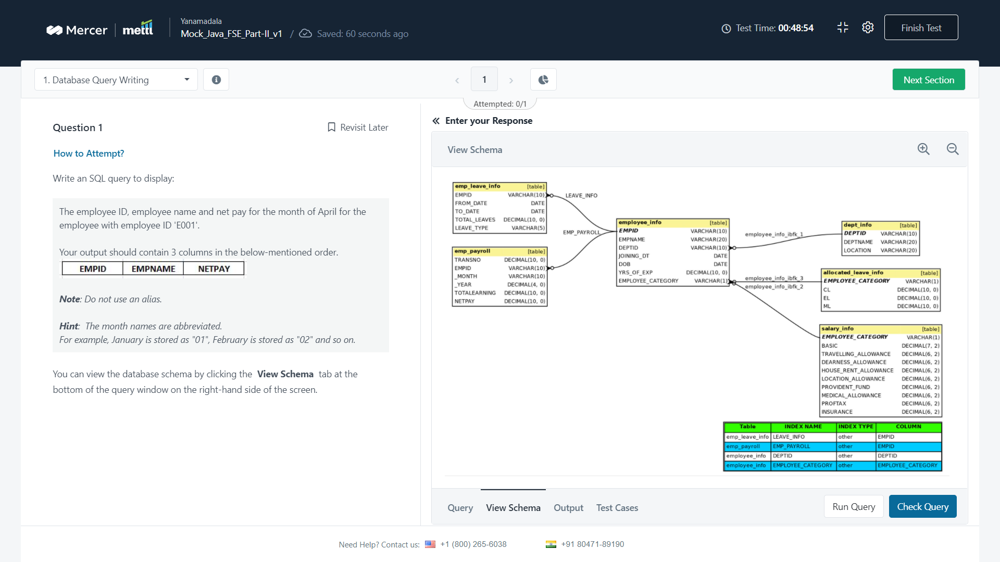 Mercer | mettl
Yanamadala
Mock_Java_FSE_Part-II_v1 / Saved: 60 seconds ago
Test Time: 00:48:54
Finish Test
1. Database Query Writing
1
Attempted: 0/1
Next Section
Question 1
Revisit Later
How to Attempt?
Write an SQL query to display:
The employee ID, employee name and net pay for the month of April for the
employee with employee ID 'E001'.
Your output should contain 3 columns in the below-mentioned order.
EMPID EMPNAME NETPAY
Note: Do not use an alias.
Hint: The month names are abbreviated.
For example, January is stored as "01", February is stored as "02" and so on.
You can view the database schema by clicking the View Schema tab at the
bottom of the query window on the right-hand side of the screen.
Enter your Response
View Schema
emp_leave_info [table]
EMPID VARCHAR(10)
FROM_DATE DATE
TO_DATE DATE
TOTAL_LEAVES DECIMAL(10, 0)
LEAVE_TYPE VARCHAR(5)
LEAVE_INFO
EMP_PAYROLL
emp_payroll [table]
TRANSNO DECIMAL(10, 0)
EMPID VARCHAR(10)
_MONTH VARCHAR(10)
_YEAR DECIMAL(4, 0)
TOTALEARNING DECIMAL(10, 0)
NETPAY DECIMAL(10, 0)
employee_info [table]
EMPID VARCHAR(10)
EMPNAME VARCHAR(20)
DEPTID VARCHAR(10)
JOINING_DT DATE
DOB DATE
YRS_OF_EXP DECIMAL(10, 0)
EMPLOYEE_CATEGORY VARCHAR(1)
employee_info_ibfk_1
employee_info_ibfk_3
employee_info_ibfk_2
dept_info [table]
DEPTID VARCHAR(10)
DEPTNAME VARCHAR(20)
LOCATION VARCHAR(20)
allocated_leave_info [table]
EMPLOYEE_CATEGORY VARCHAR(1)
CL DECIMAL(10, 0)
EL DECIMAL(10, 0)
ML DECIMAL(10, 0)
salary_info [table]
EMPLOYEE_CATEGORY VARCHAR(1)
BASIC DECIMAL(7, 2)
TRAVELLING_ALLOWANCE DECIMAL(6, 2)
DEARNESS_ALLOWANCE DECIMAL(6, 2)
HOUSE_RENT_ALLOWANCE DECIMAL(6, 2)
LOCATION_ALLOWANCE DECIMAL(6, 2)
PROVIDENT_FUND DECIMAL(6, 2)
MEDICAL_ALLOWANCE DECIMAL(6, 2)
PROFTAX DECIMAL(6, 2)
INSURANCE DECIMAL(6, 2)
Table INDEX NAME INDEX TYPE COLUMN
emp_leave_info LEAVE_INFO other EMPID
emp_payroll EMP_PAYROLL other EMPID
employee_info DEPTID other DEPTID
employee_info EMPLOYEE_CATEGORY other EMPLOYEE_CATEGORY
Query View Schema Output Test Cases
Run Query
Check Query
Need Help? Contact us: +1 (800) 265-6038 +91 80471-89190